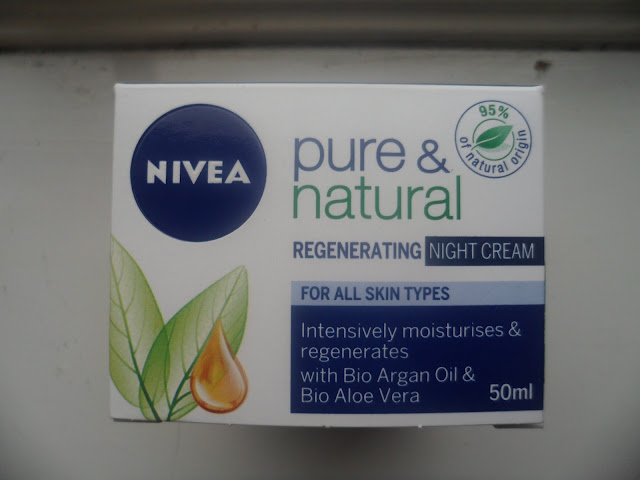 NIVEA
pure &
natural
95%
of natural origin
REGENERATING NIGHT CREAM
FOR ALL SKIN TYPES
Intensively moisturises &
regenerates
with Bio Argan Oil &
Bio Aloe Vera
50ml